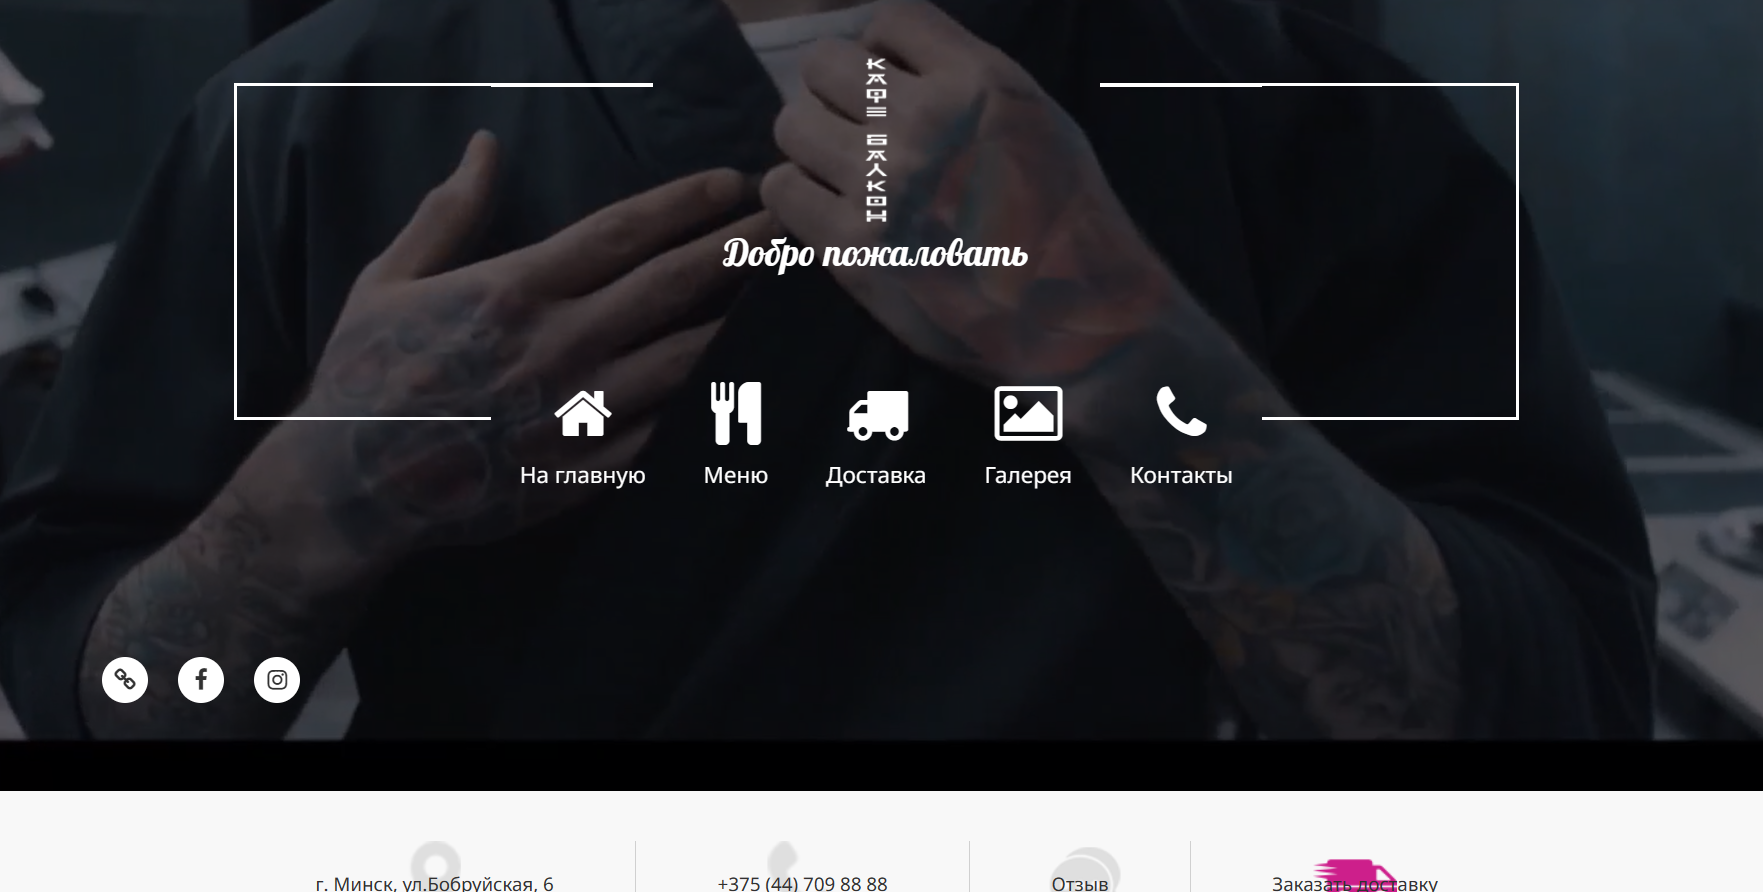 КАФЕ БАЛКОН
Добро пожаловать
На главную Меню Доставка Галерея Контакты
г. Минск, ул.Бобруйская, 6 +375 (44) 709 88 88 Отзыв Заказать доставку